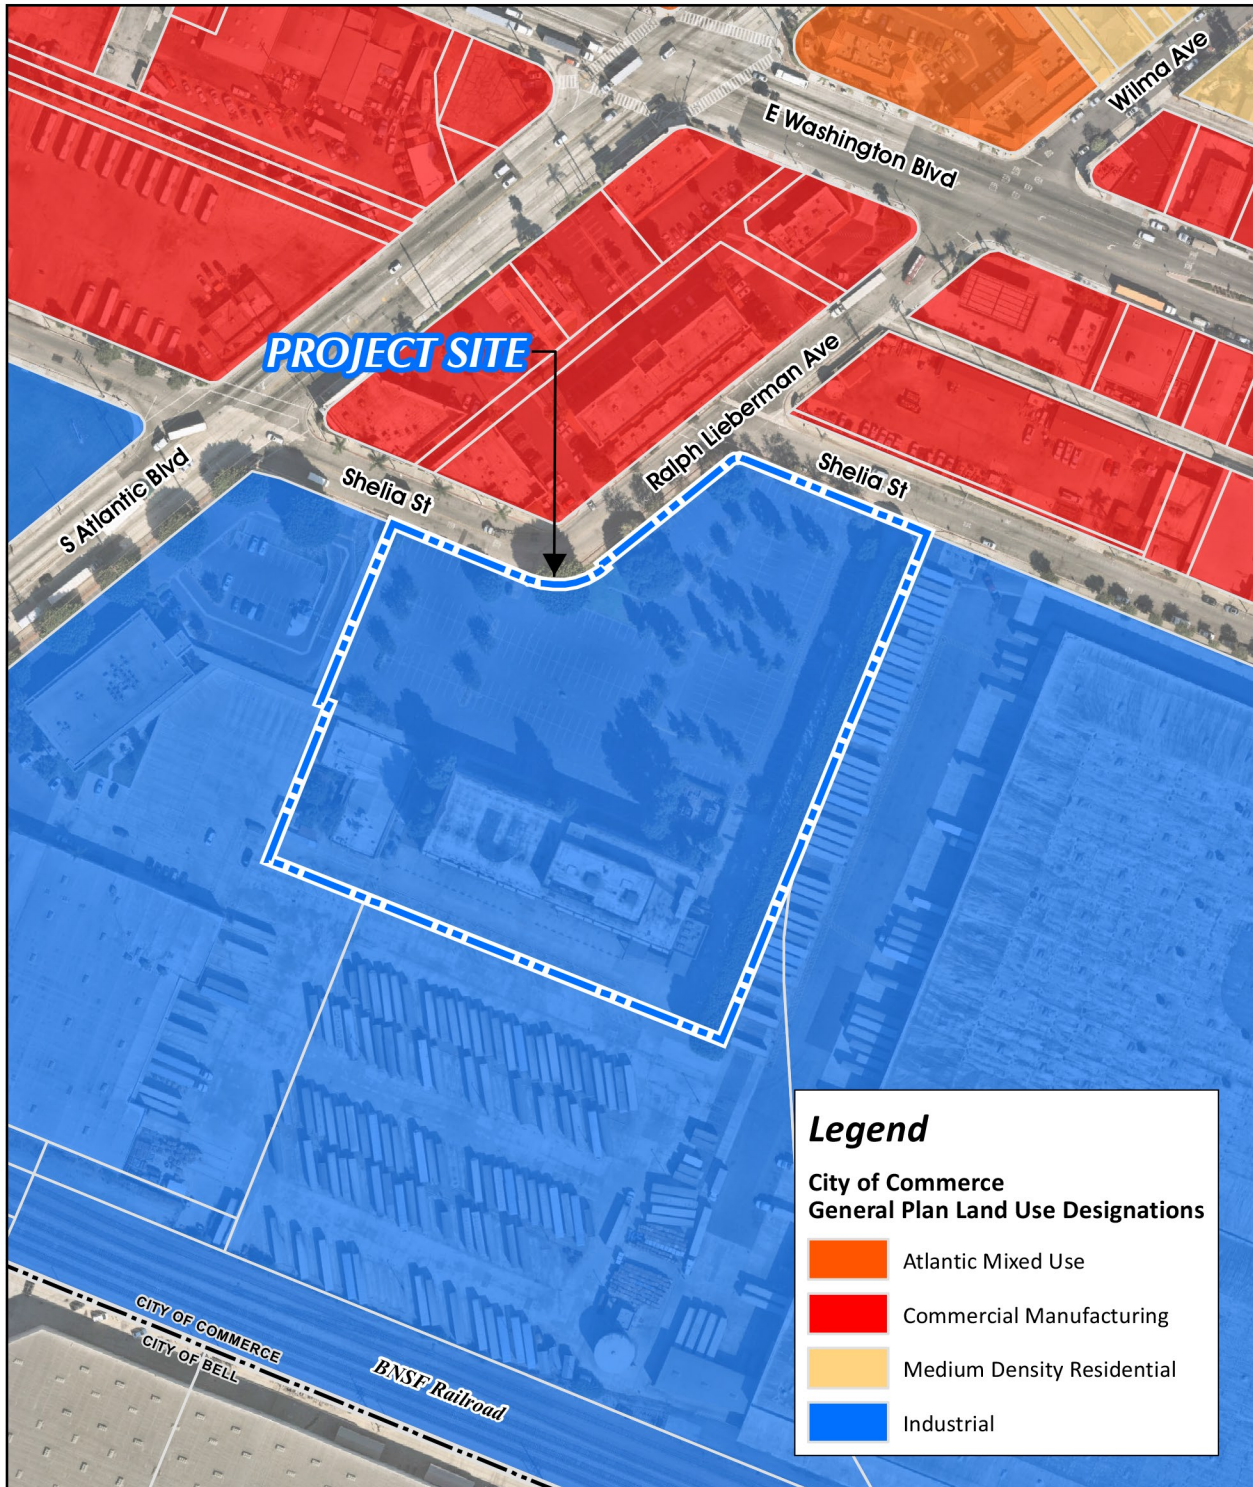 Wilma Ave
E Washington Blvd
PROJECT SITE
Ralph Lieberman Ave
S Atlantic Blvd
Shelia St
Shelia St
Legend
City of Commerce
General Plan Land Use Designations
Atlantic Mixed Use
Commercial Manufacturing
Medium Density Residential
Industrial
CITY OF COMMERCE
CITY OF BELL
BNSF Railroad